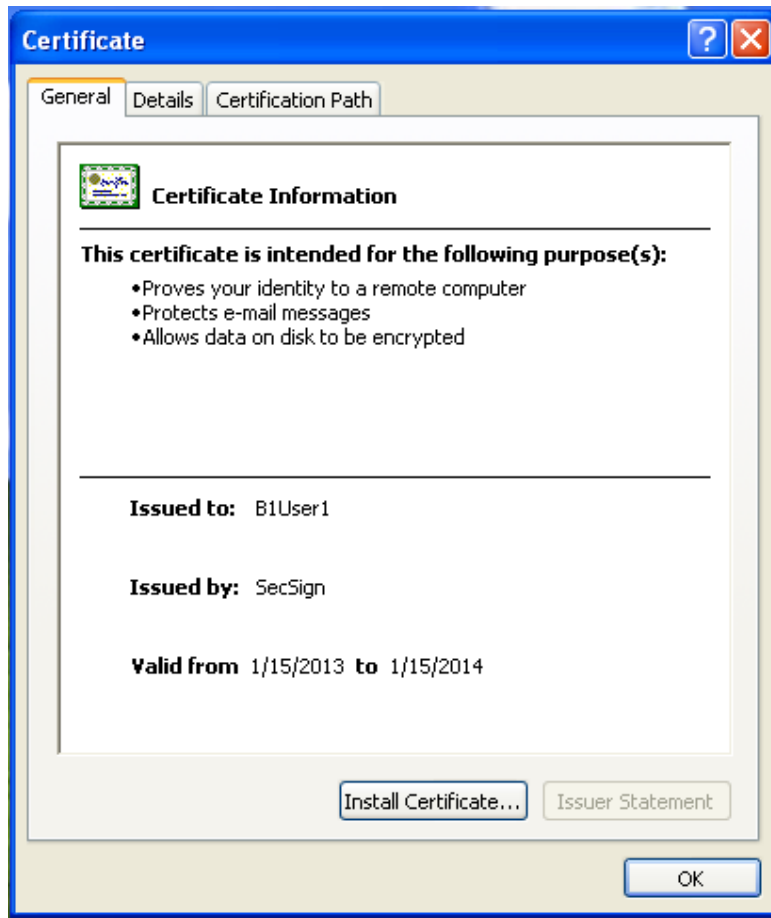 Certificate
General Details Certification Path
Certificate Information
This certificate is intended for the following purpose(s):
•Proves your identity to a remote computer
•Protects e-mail messages
•Allows data on disk to be encrypted
Issued to: B1User1
Issued by: SecSign
Valid from 1/15/2013 to 1/15/2014
Install Certificate... Issuer Statement
OK